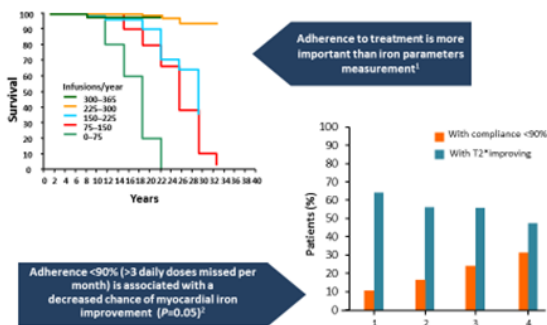 100
90
80
70
60
50
40
30
20
10
0
Survival
Infusions/year
300–365
225–300
150–225
75–150
0–75
0 2 4 6 8 10 12 14 16 18 20 22 24 26 28 30 32 34 36 38 40
Years
Adherence to treatment is more
important than iron parameters
measurement¹
100
90
80
70
60
50
40
30
20
10
0
Patients (%)
With compliance <90%
With T2*improving
1 2 3 4
Adherence <90% (>3 daily doses missed per
month) is associated with a
decreased chance of myocardial iron
improvement (P=0.05)²